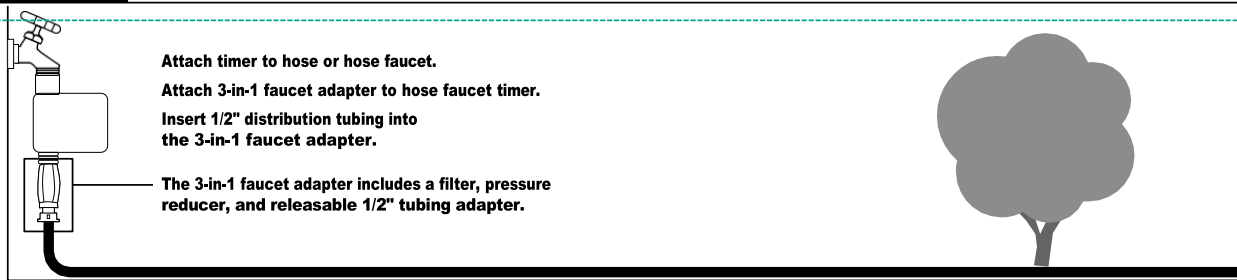 Attach timer to hose or hose faucet.
Attach 3-in-1 faucet adapter to hose faucet timer.
Insert 1/2" distribution tubing into
the 3-in-1 faucet adapter.
The 3-in-1 faucet adapter includes a filter, pressure
reducer, and releasable 1/2" tubing adapter.